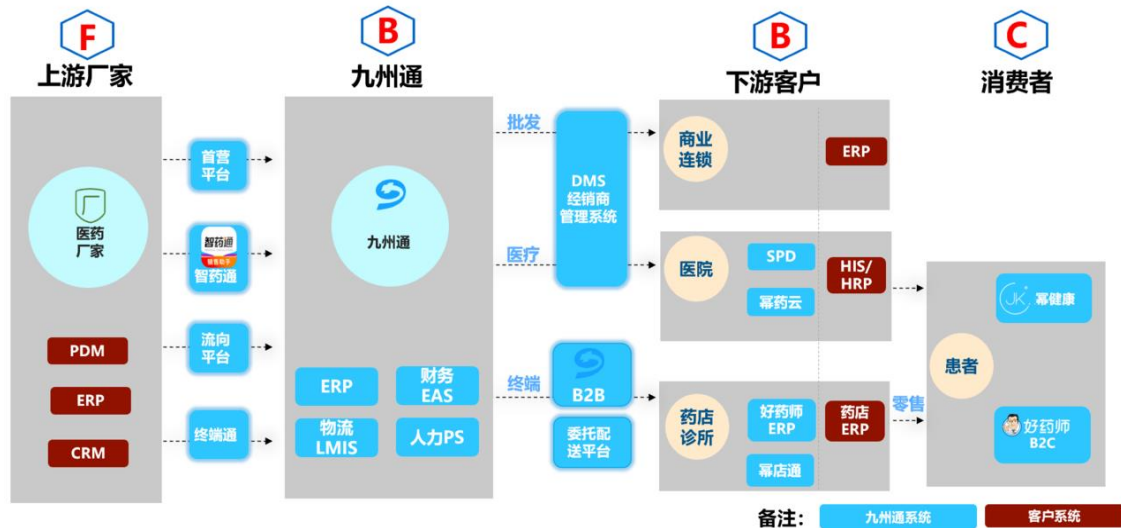 F
上游厂家
B
九州通
B
下游客户
C
消费者
医药
厂家
PDM
ERP
CRM
首营
平台
智药通
销售助手
智药通
流向
平台
终端通
九州通
ERP
财务
EAS
物流
LMIS
人力PS
批发
医疗
终端
DMS
经销商
管理系统
B2B
委托配
送平台
商业
连锁
ERP
医院
SPD
幂药云
HIS/
HRP
药店
诊所
好药师
ERP
幂店通
药店
ERP
零售
患者
JK
幂健康
好药师
B2C
备注：
九州通系统
客户系统